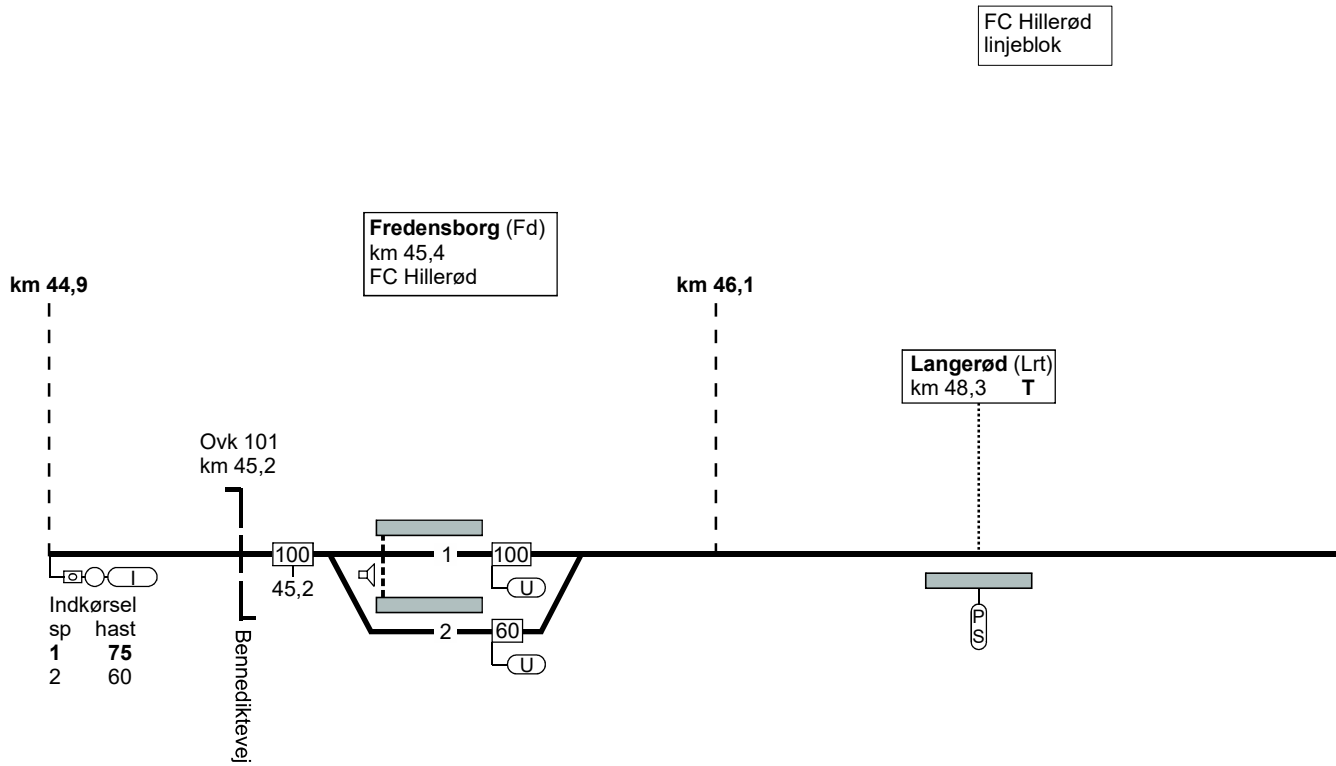 FC Hillerød
linjeblok
Fredensborg (Fd)
km 45,4
FC Hillerød
km 44,9
km 46,1
Langerød (Lrt)
km 48,3 T
Ovk 101
km 45,2
100
1
100
45,2
I
U
Indkørsel
sp hast
1 75
2 60
2
60
U
P
S
Bennediktevej